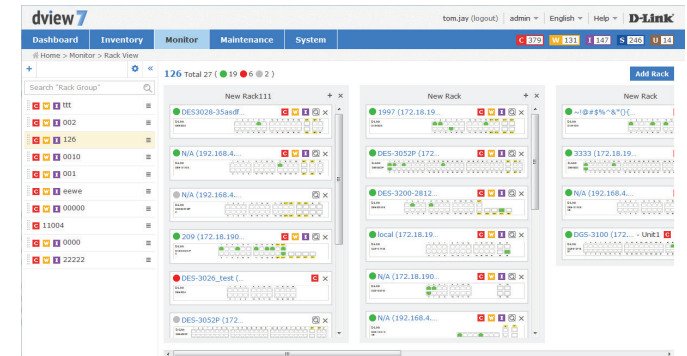 dview 7
tom.jay (logout) admin English Help D-Link
Dashboard Inventory Monitor Maintenance System
C 379 W 131 I 147 S 246 U 14
Home > Monitor > Rack View
+ «
Search "Rack Group"
C W I ttt
C W I 002
C W I 126
C W I 0010
C W I 001
C W I eewe
C W I 00000
C 11004
C W I 0000
C W I 22222
126 Total 27 ( 19 6 2 )
Add Rack
New Rack111 + ×
DES3028-35asdf... C W I ×
N/A (192.168.4.... C W I ×
N/A (192.168.4.... ×
209 (172.18.190... C W I ×
DES-3026_test (... C ×
DES-3052P (172... ×
New Rack + ×
1997 (172.18.19... C W I ×
DES-3052P (172... C W I ×
DES-3200-2812... C W I ×
local (172.18.19... C W I ×
N/A (172.18.190... C W I ×
N/A (192.168.4.... C W I ×
New Rack
~!@#$%^&*(){...
3333 (172.18.19...
N/A (192.168.4....
DGS-3100 (172... - Unit1 C